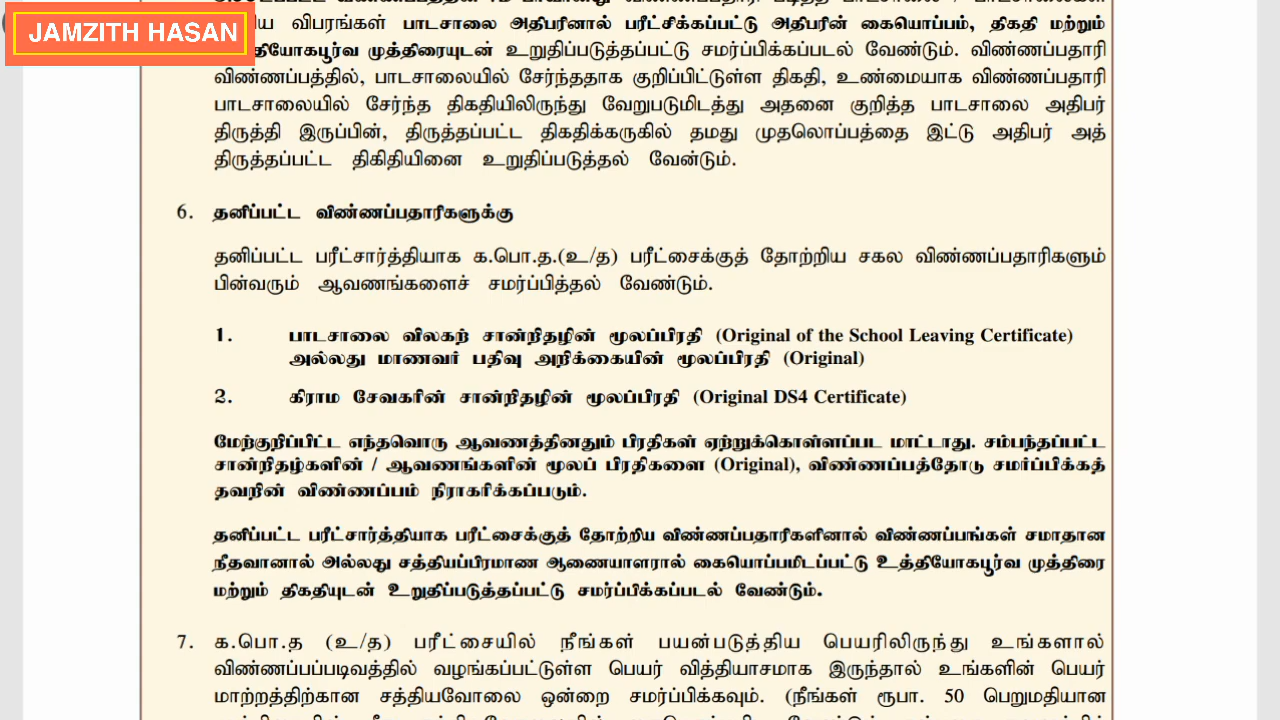 JAMZITH HASAN
விபரங்கள் பாடசாலை அதிபரினால் பரீட்சிக்கப்பட்டு அதிபரின் கையொப்பம், திகதி மற்றும்
முத்திரையுடன் உறுதிப்படுத்தப்பட்டு சமர்ப்பிக்கப்படல் வேண்டும். விண்ணப்பதாரி
விண்ணப்பத்தில், பாடசாலையில் சேர்ந்ததாக குறிப்பிட்டுள்ள திகதி, உண்மையாக விண்ணப்பதாரி
பாடசாலையில் சேர்ந்த திகதியிலிருந்து வேறுபடுமிடத்து அதனை குறித்த பாடசாலை அதிபர்
திருத்தி இருப்பின், திருத்தப்பட்ட திகதிக்கருகில் தமது முதலொப்பத்தை இட்டு அதிபர் அத்
திருத்தப்பட்ட திகிதியினை உறுதிப்படுத்தல் வேன்டும்.
6. தனிப்பட்ட விண்ணப்பதாரிகளுக்கு
தனிப்பட்ட பரீட்சார்த்தியாக க.பொ.த.(உ/த) பரீட்சைக்குத் தோற்றிய சகல விண்ணப்பதாரிகளும்
பின்வரும் ஆவணங்களைச் சமர்ப்பித்தல் வேண்டும்.
1. பாடசாலை விலகற் சான்றிதழின் மூலப்பிரதி (Original of the School Leaving Certificate)
அல்லது மாணவர் பதிவு அறிக்கையின் மூலப்பிரதி (Original)
2. கிராம சேவகரின் சான்றிதழின் மூலப்பிரதி (Original DS4 Certificate)
மேற்குறிப்பிட்ட எந்தவொரு ஆவணத்தினதும் பிரதிகள் ஏற்றுக்கொள்ளப்பட மாட்டாது. சம்பந்தப்பட்ட
சான்றிதழ்களின் / ஆவணங்களின் மூலப் பிரதிகளை (Original), விண்ணப்பத்தோடு சமர்ப்பிக்கத்
தவறின் விண்ணப்பம் நிராகரிக்கப்படும்.
தனிப்பட்ட பரீட்சார்த்தியாக பரீட்சைக்குத் தோற்றிய விண்ணப்பதாரிகளினால் விண்ணப்பங்கள் சமாதான
நீதவானால் அல்லது சத்தியப்பிரமாண ஆணையாளரால் கையொப்பமிடப்பட்டு உத்தியோகபூர்வ முத்திரை
மற்றும் திகதியுடன் உறுதிப்படுத்தப்பட்டு சமர்ப்பிக்கப்படல் வேண்டும்.
7. க.பொ.த (உ/த) பரீட்சையில் நீங்கள் பயன்படுத்திய பெயரிலிருந்து உங்களால்
விண்ணப்பப்படிவத்தில் வழங்கப்பட்டுள்ள பெயர் வித்தியாசமாக இருந்தால் உங்களின் பெயர்
மாற்றத்திற்கான சத்தியவோலை ஒன்றை சமர்ப்பிக்கவும். (நீங்கள் ரூபா. 50 பெறுமதியான